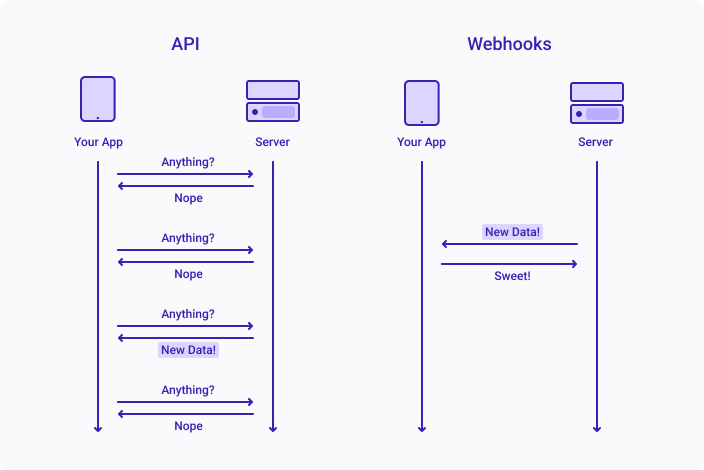 API
Your App
Server
Anything?
Nope
Anything?
Nope
Anything?
New Data!
Anything?
Nope
Webhooks
Your App
Server
New Data!
Sweet!